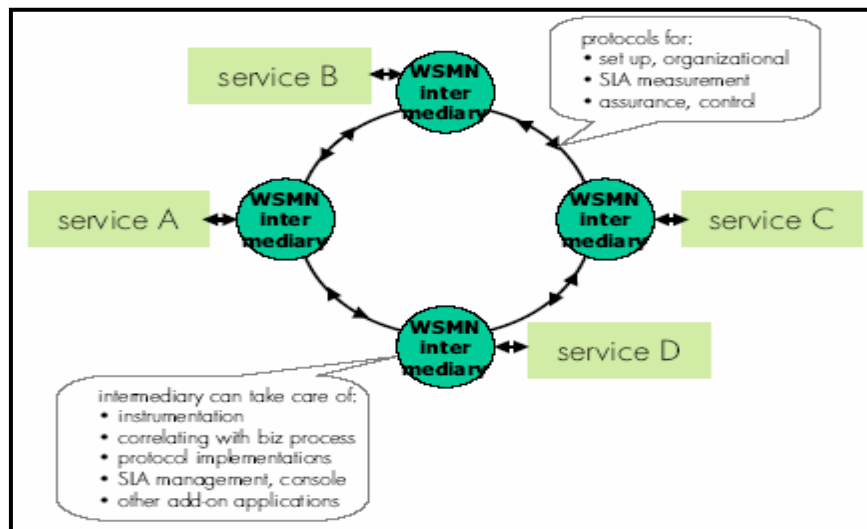 protocols for:
• set up, organizational
• SLA measurement
• assurance, control
service B
WSMN
inter
mediary
service A
WSMN
inter
mediary
WSMN
inter
mediary
service C
WSMN
inter
mediary
service D
intermediary can take care of:
• instrumentation
• correlating with biz process
• protocol implementations
• SLA management, console
• other add-on applications